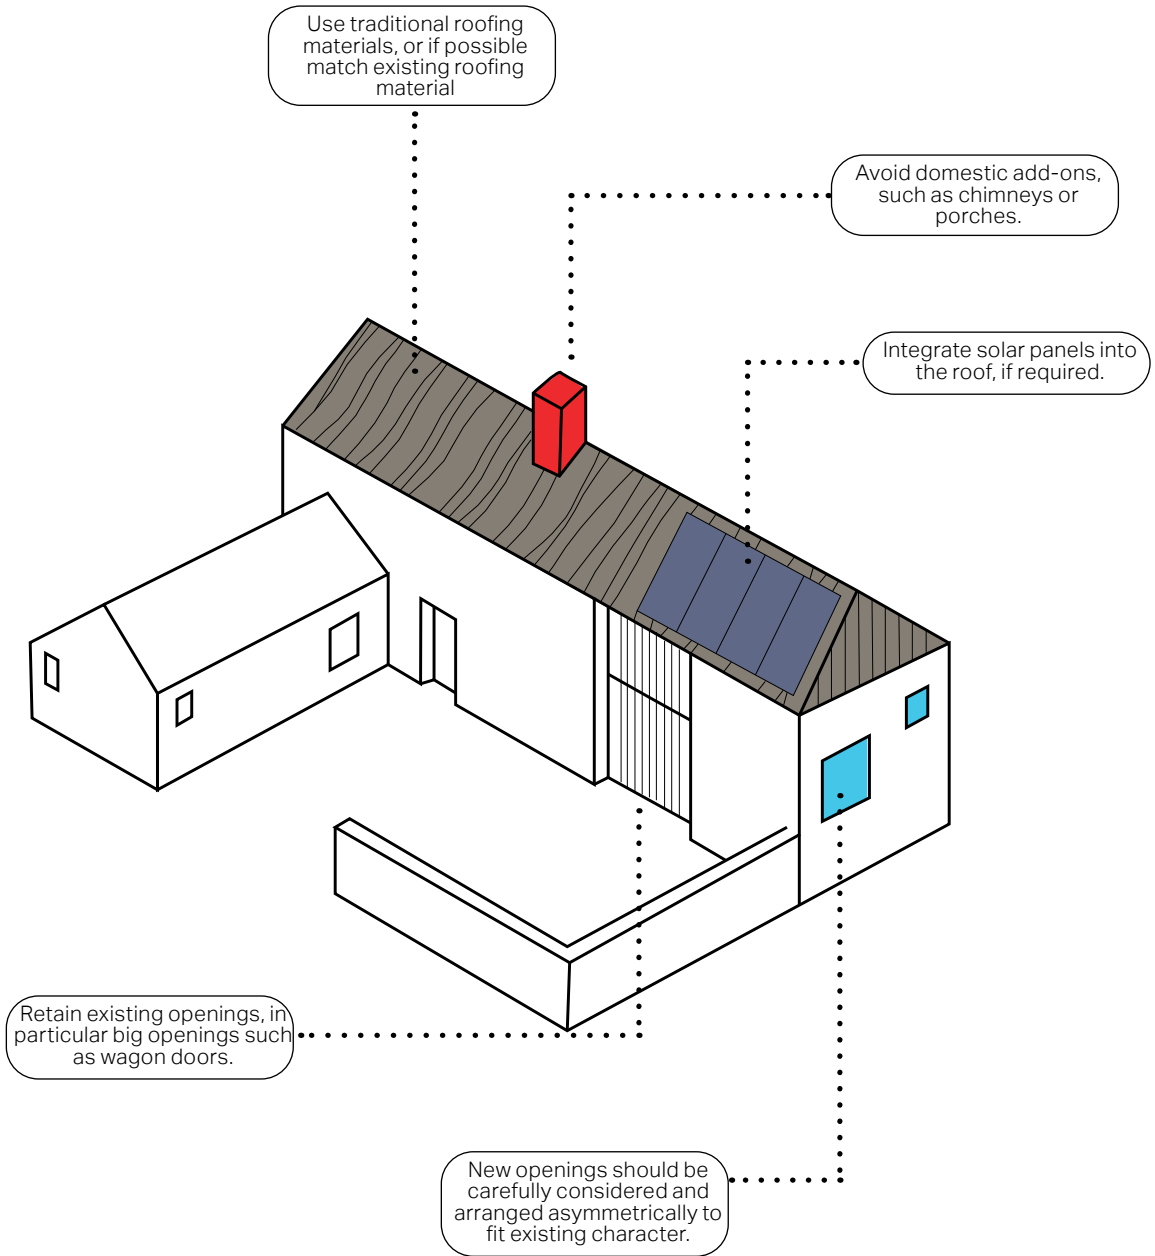 Use traditional roofing
materials, or if possible
match existing roofing
material
Avoid domestic add-ons,
such as chimneys or
porches.
Integrate solar panels into
the roof, if required.
Retain existing openings, in
particular big openings such
as wagon doors.
New openings should be
carefully considered and
arranged asymmetrically to
fit existing character.